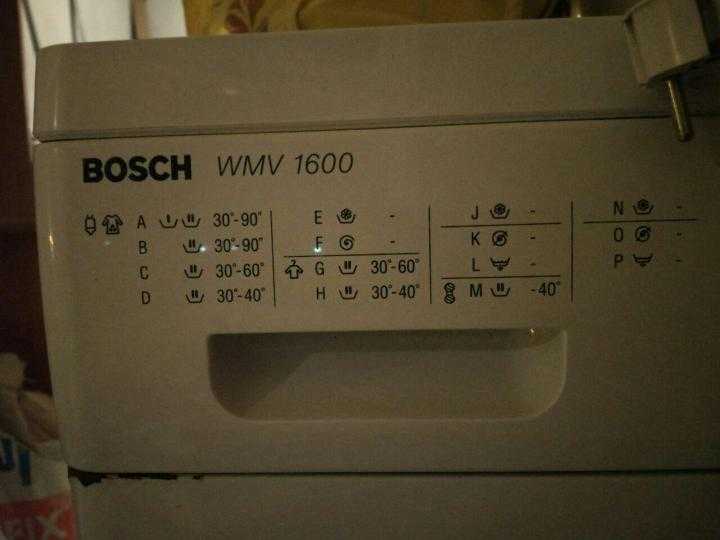 BOSCH WMV 1600
A 30°-90°
B 30°-90°
C 30°-60°
D 30°-40°
E -
F -
G 30°-60°
H 30°-40°
J -
K -
L -
M -40°
N -
O -
P -